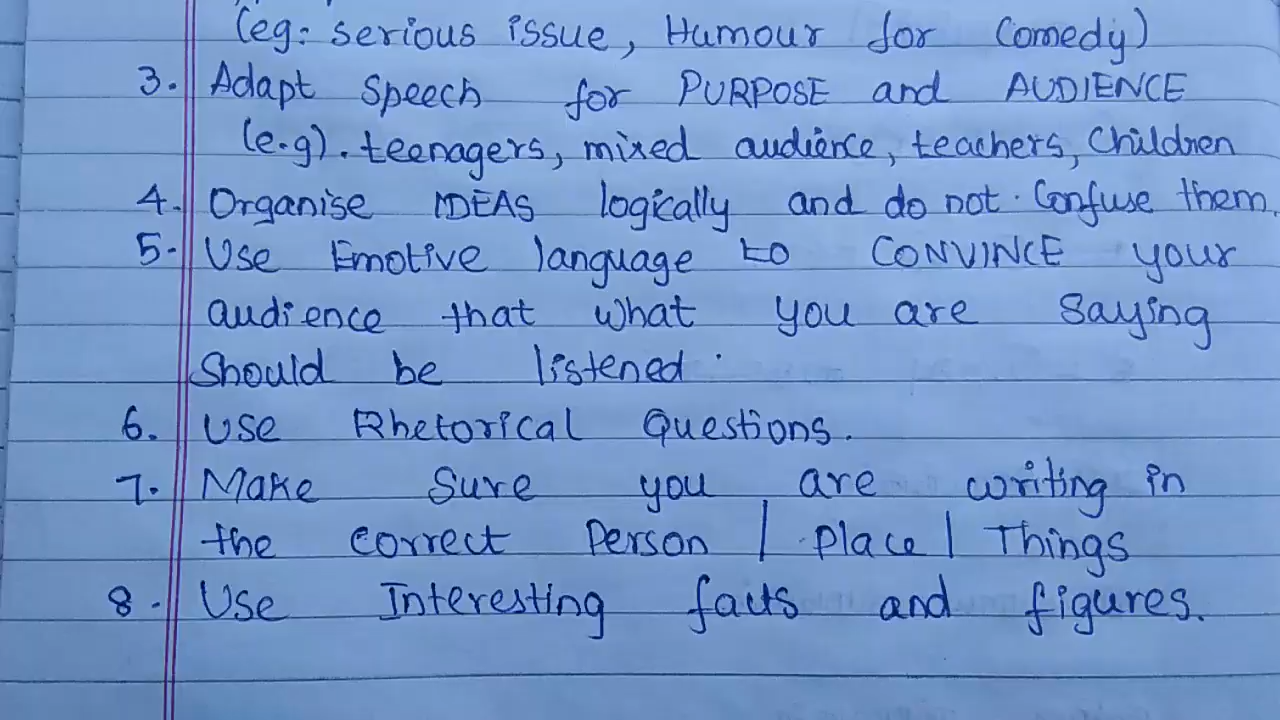 (eg: serious issue, Humour for Comedy)
3. Adapt Speech for PURPOSE and AUDIENCE
(e.g). teenagers, mixed audience, teachers, Children
4. Organise IDEAS logically and do not Confuse them.
5. Use Emotive language to CONVINCE your
audience that what you are Saying
Should be listened.
6. Use Rhetorical Questions.
7. Make Sure you are writing in
the correct Person | Place | Things
8. Use Interesting facts and figures.